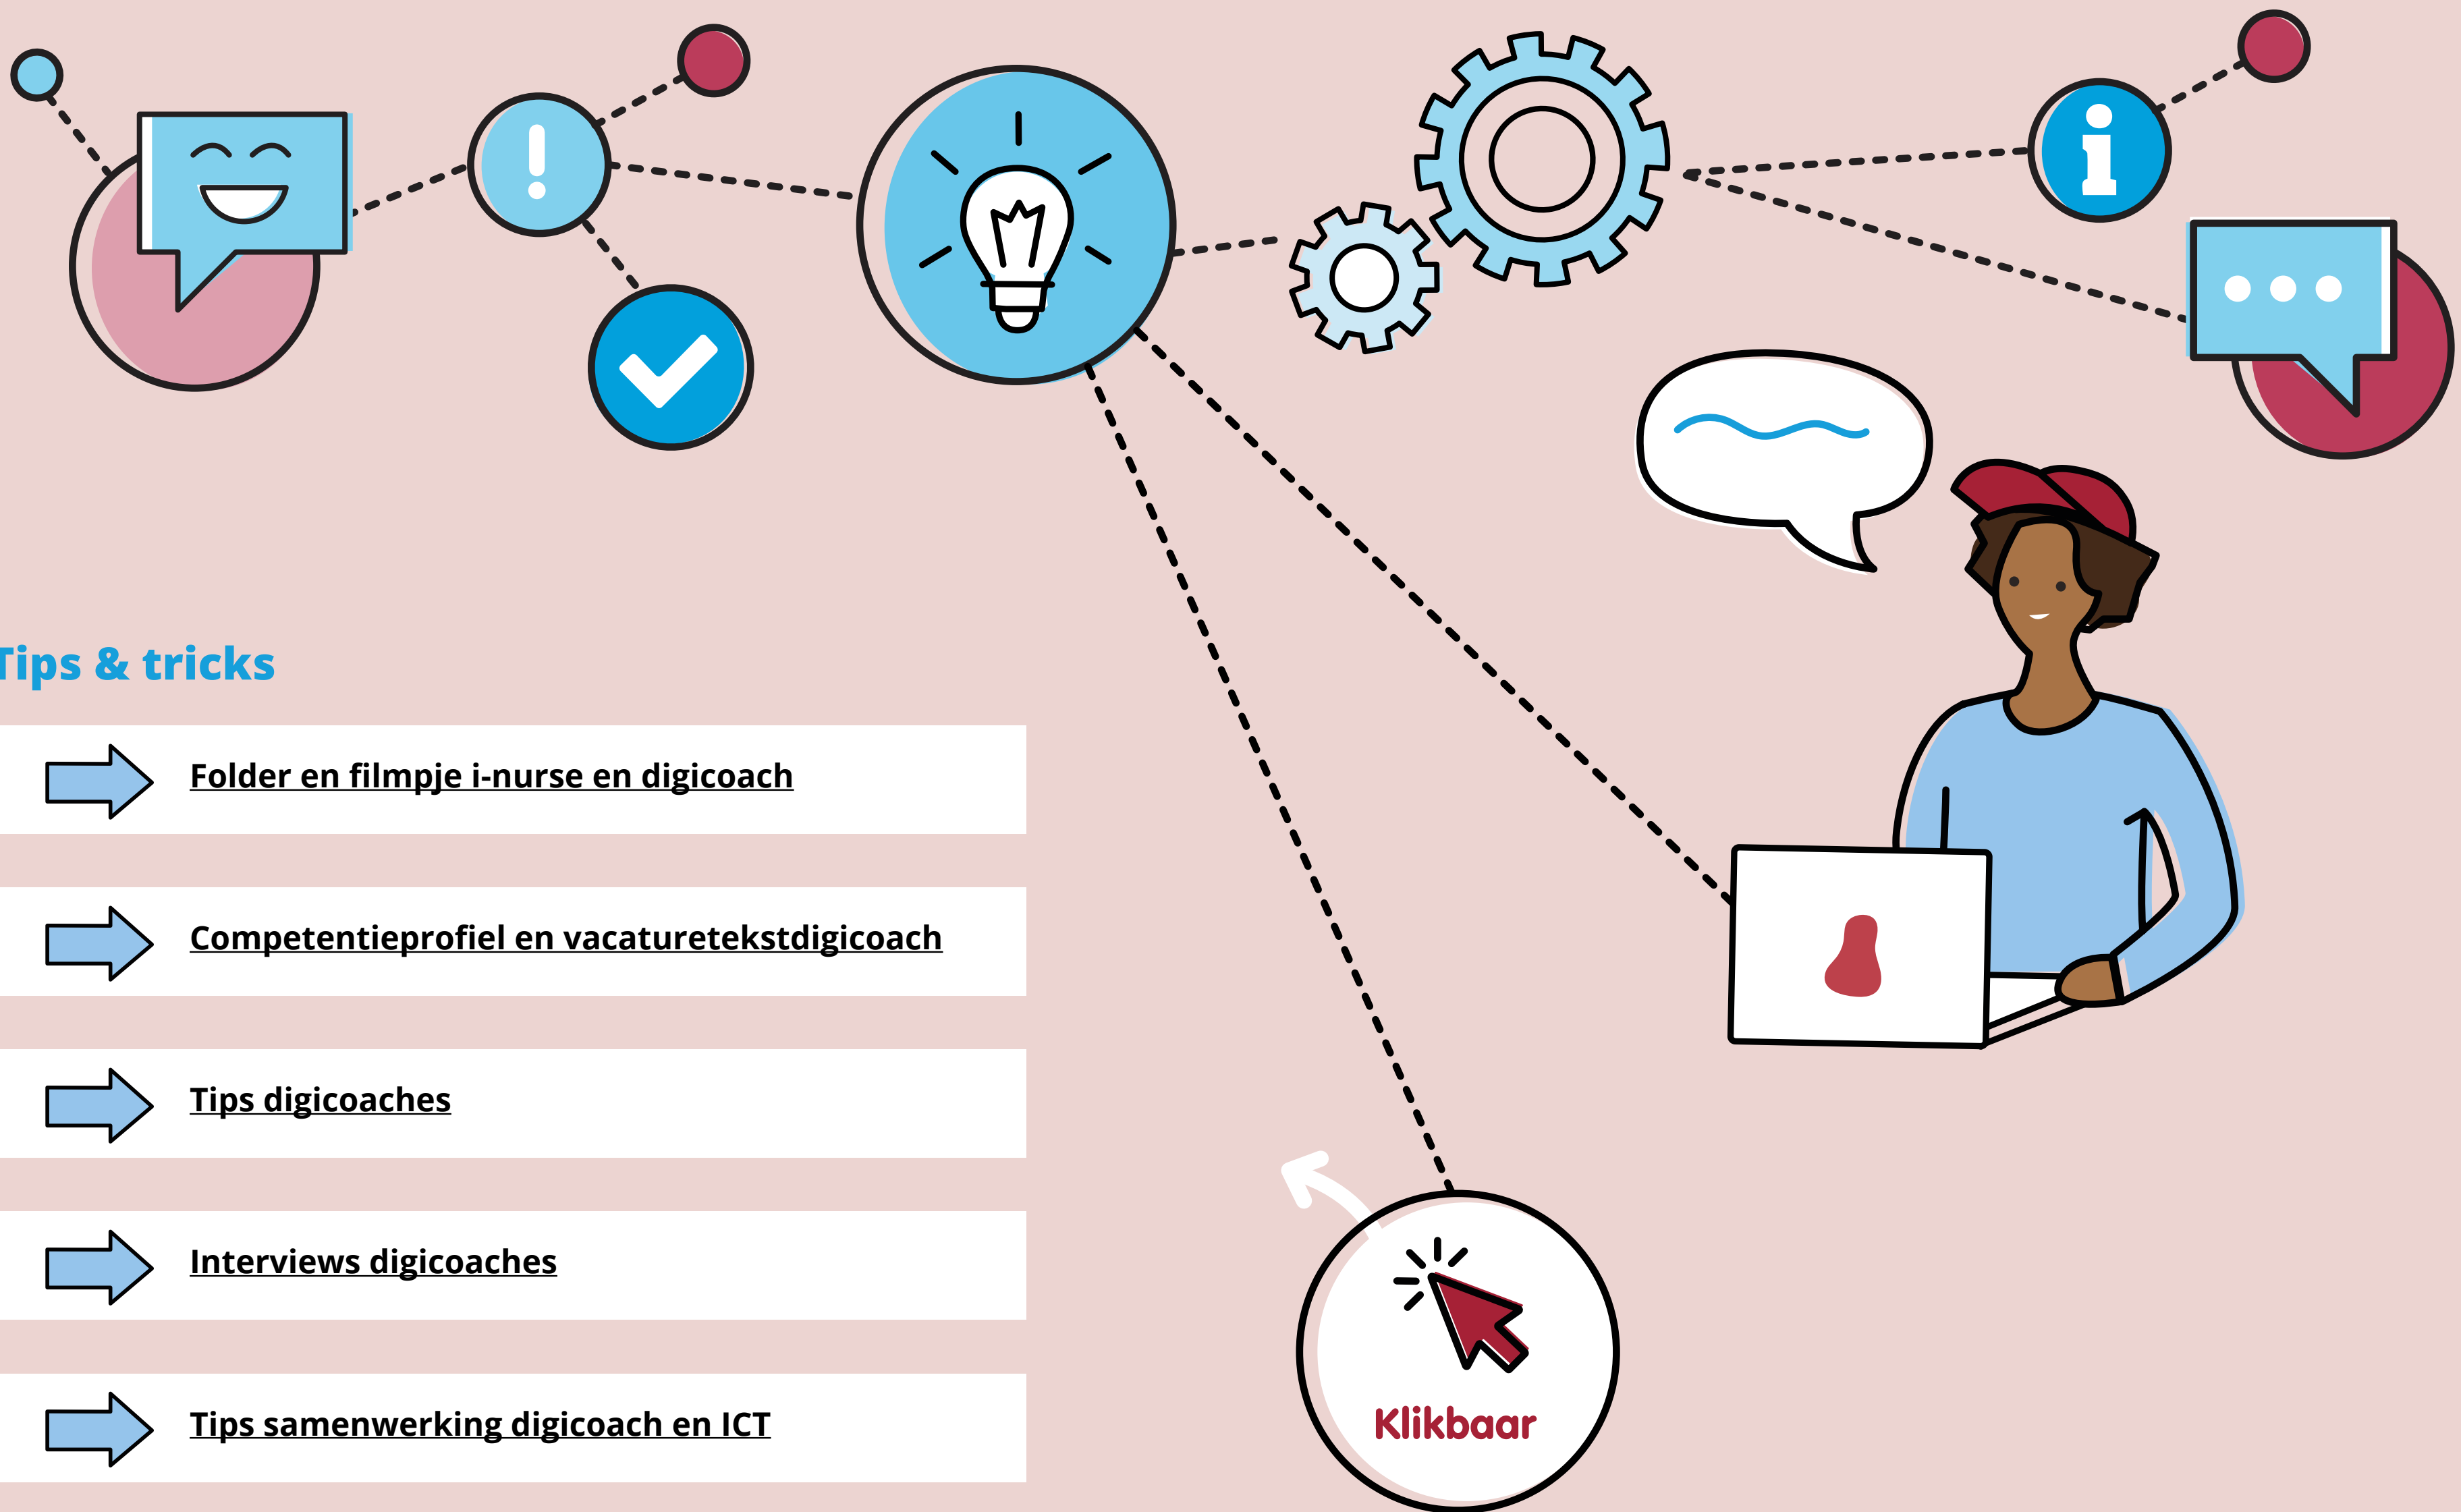 Tips & tricks
Folder en filmpje i-nurse en digicoach
Competentieprofiel en vacaturetekstdigicoach
Tips digicoaches
Interviews digicoaches
Tips samenwerking digicoach en ICT
Klikbaar